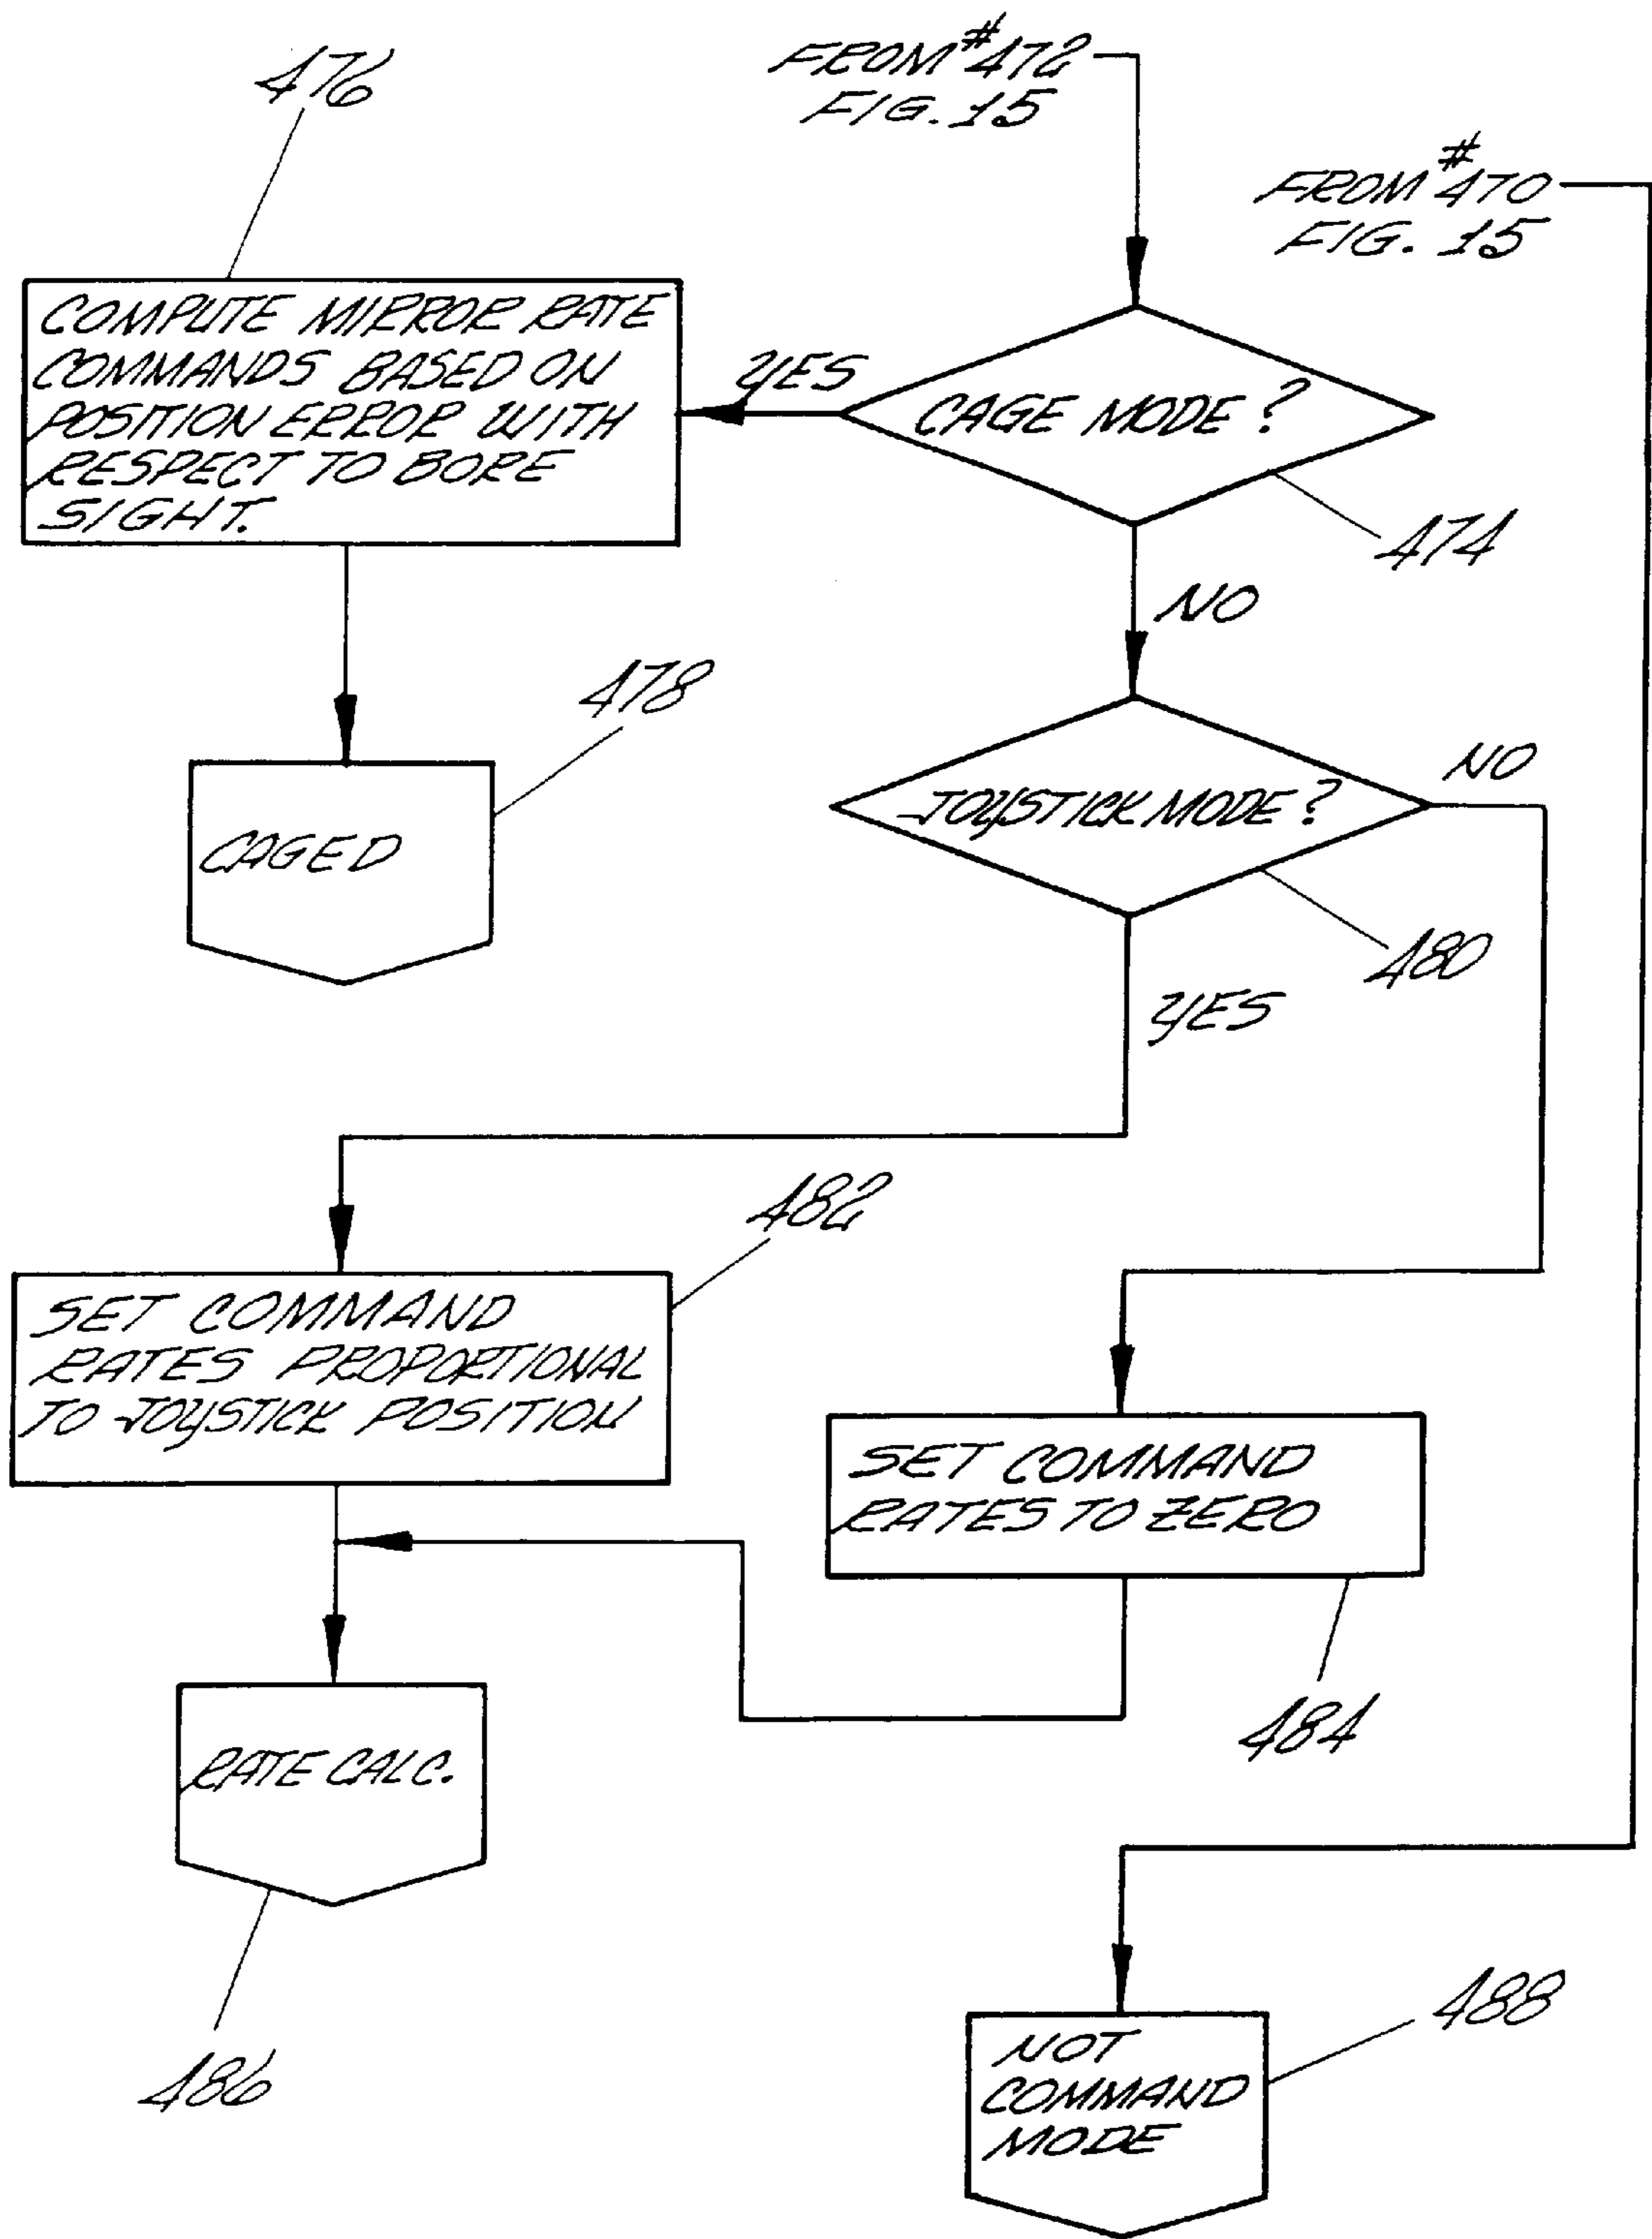 476
FROM #472
FIG. 15
FROM #470
FIG. 15
COMPUTE MIRROR RATE
COMMANDS BASED ON
POSITION ERROR WITH
RESPECT TO BORE
SIGHT.
YES
CAGE MODE ?
474
NO
478
CAGED
JOYSTICK MODE ?
NO
480
YES
482
SET COMMAND
RATES PROPORTIONAL
TO JOYSTICK POSITION
SET COMMAND
RATES TO ZERO
484
RATE CALC.
486
488
NOT
COMMAND
MODE